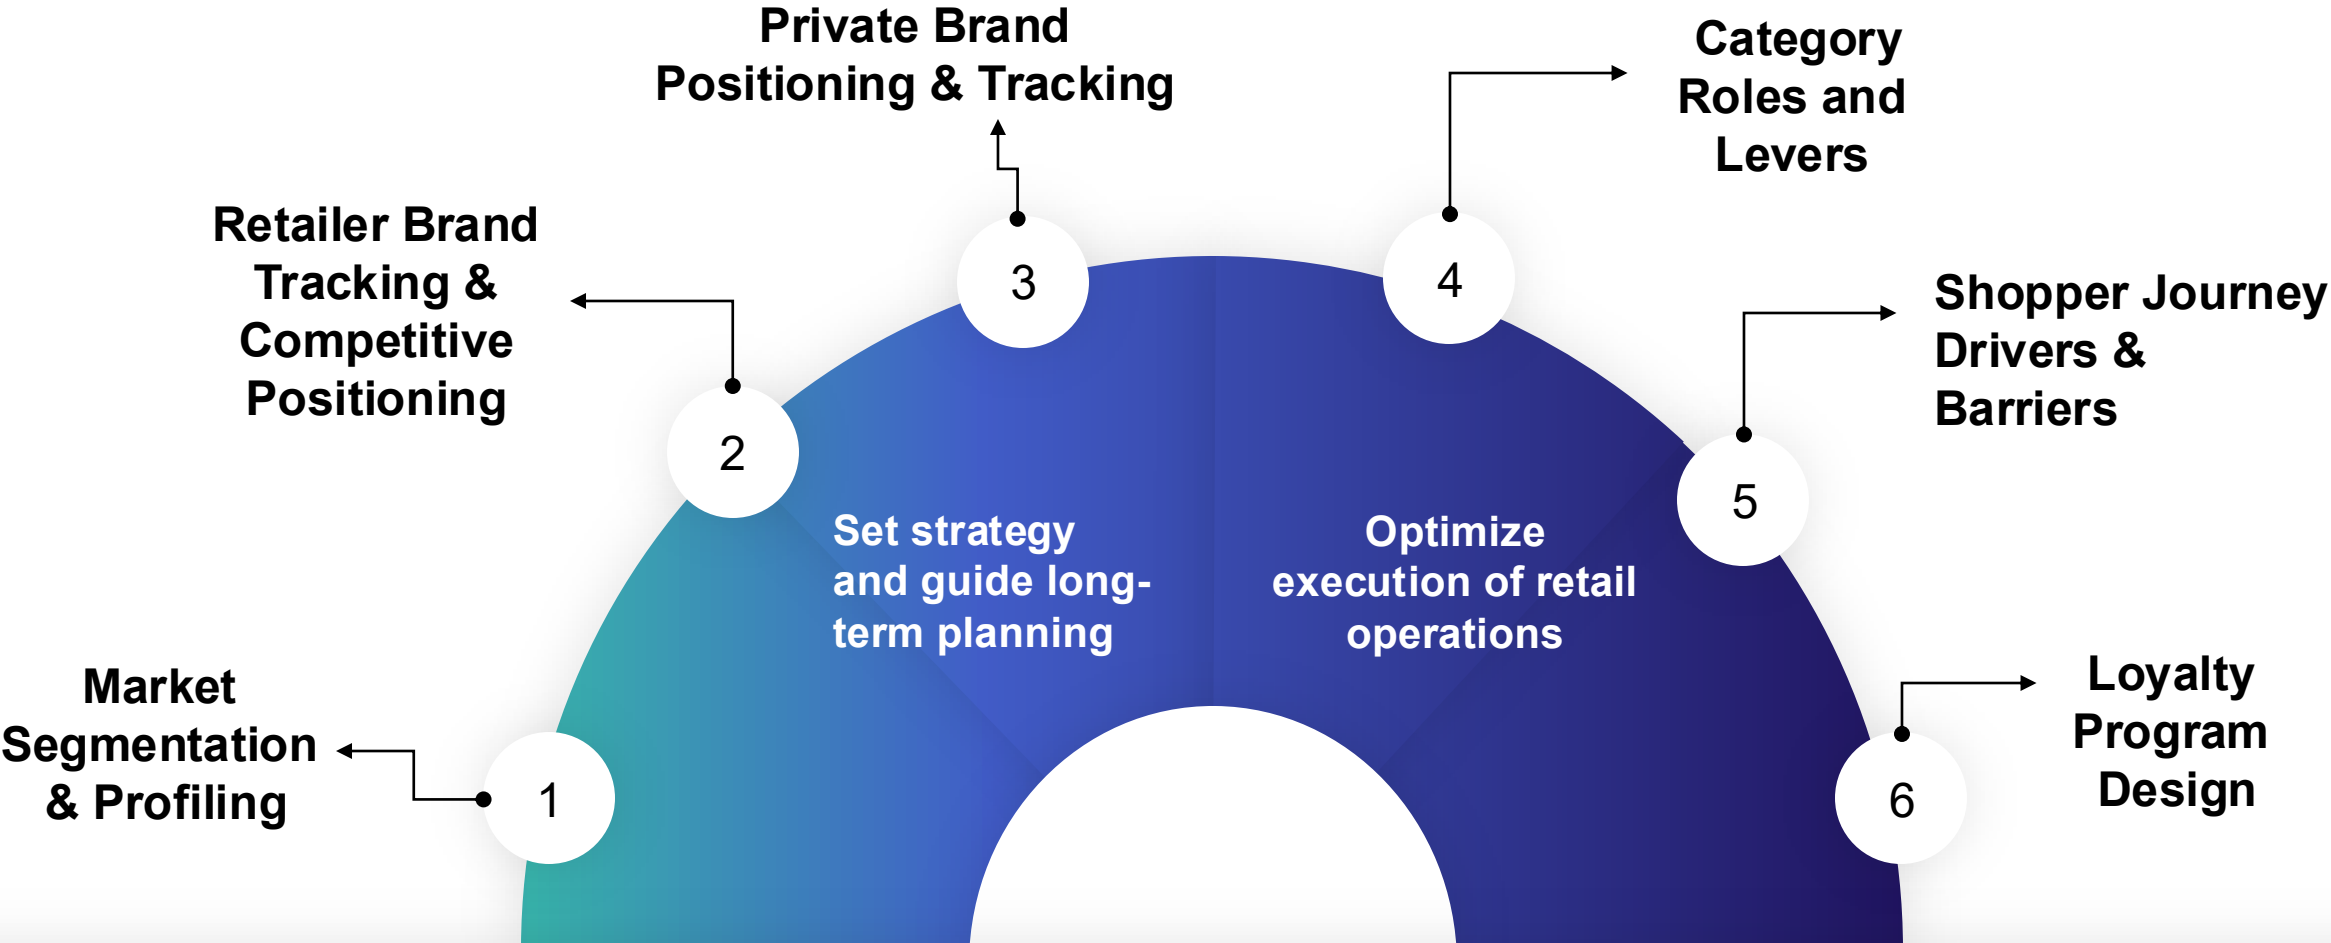 Private Brand
Positioning & Tracking
Category
Roles and
Levers
Retailer Brand
Tracking &
Competitive
Positioning
3
4
Shopper Journey
Drivers &
Barriers
2
5
Set strategy
and guide long-
term planning
Optimize
execution of retail
operations
Market
Segmentation
& Profiling
1
6
Loyalty
Program
Design